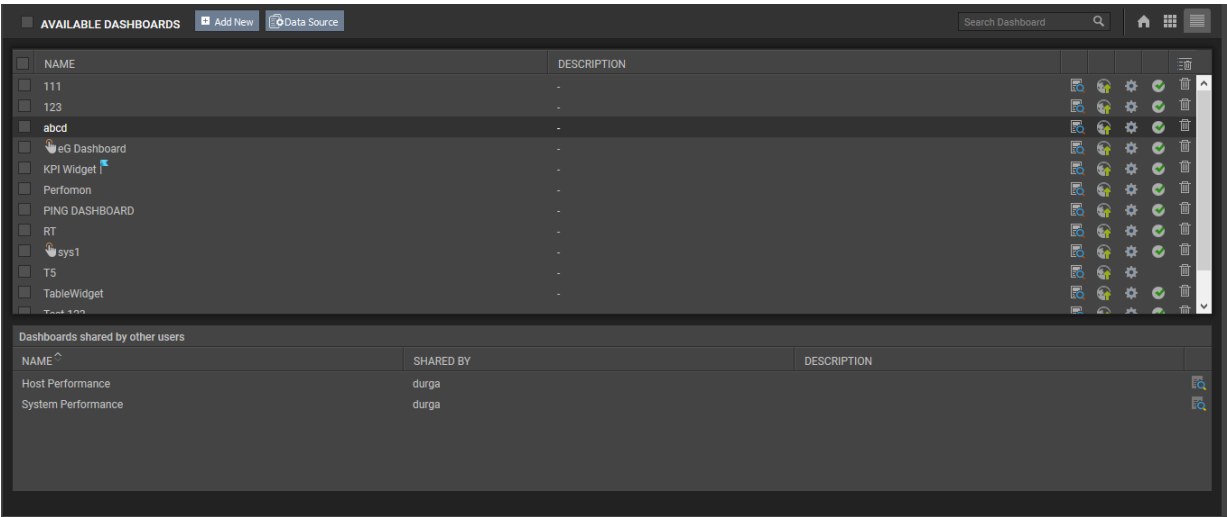 AVAILABLE DASHBOARDS Add New Data Source Search Dashboard
NAME DESCRIPTION
111 -
123 -
abcd -
eG Dashboard -
KPI Widget -
Perfomon -
PING DASHBOARD -
RT -
sys1 -
T5 -
TableWidget -
Test 123
Dashboards shared by other users
NAME SHARED BY DESCRIPTION
Host Performance durga
System Performance durga